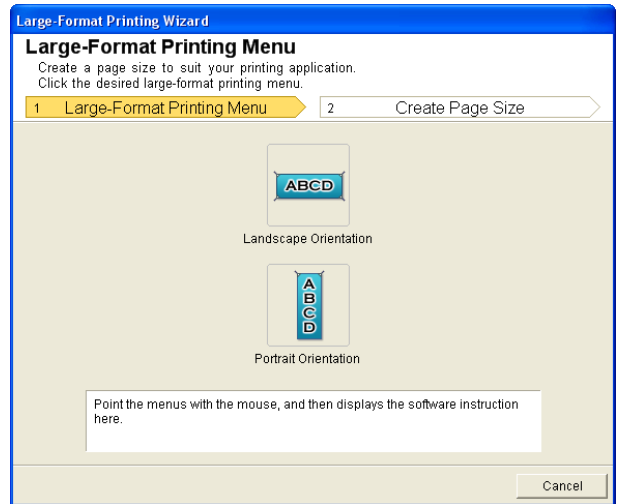 Large-Format Printing Wizard
Large-Format Printing Menu
Create a page size to suit your printing application.
Click the desired large-format printing menu.
1 Large-Format Printing Menu
2 Create Page Size
ABCD
Landscape Orientation
A
B
C
D
Portrait Orientation
Point the menus with the mouse, and then displays the software instruction
here.
Cancel